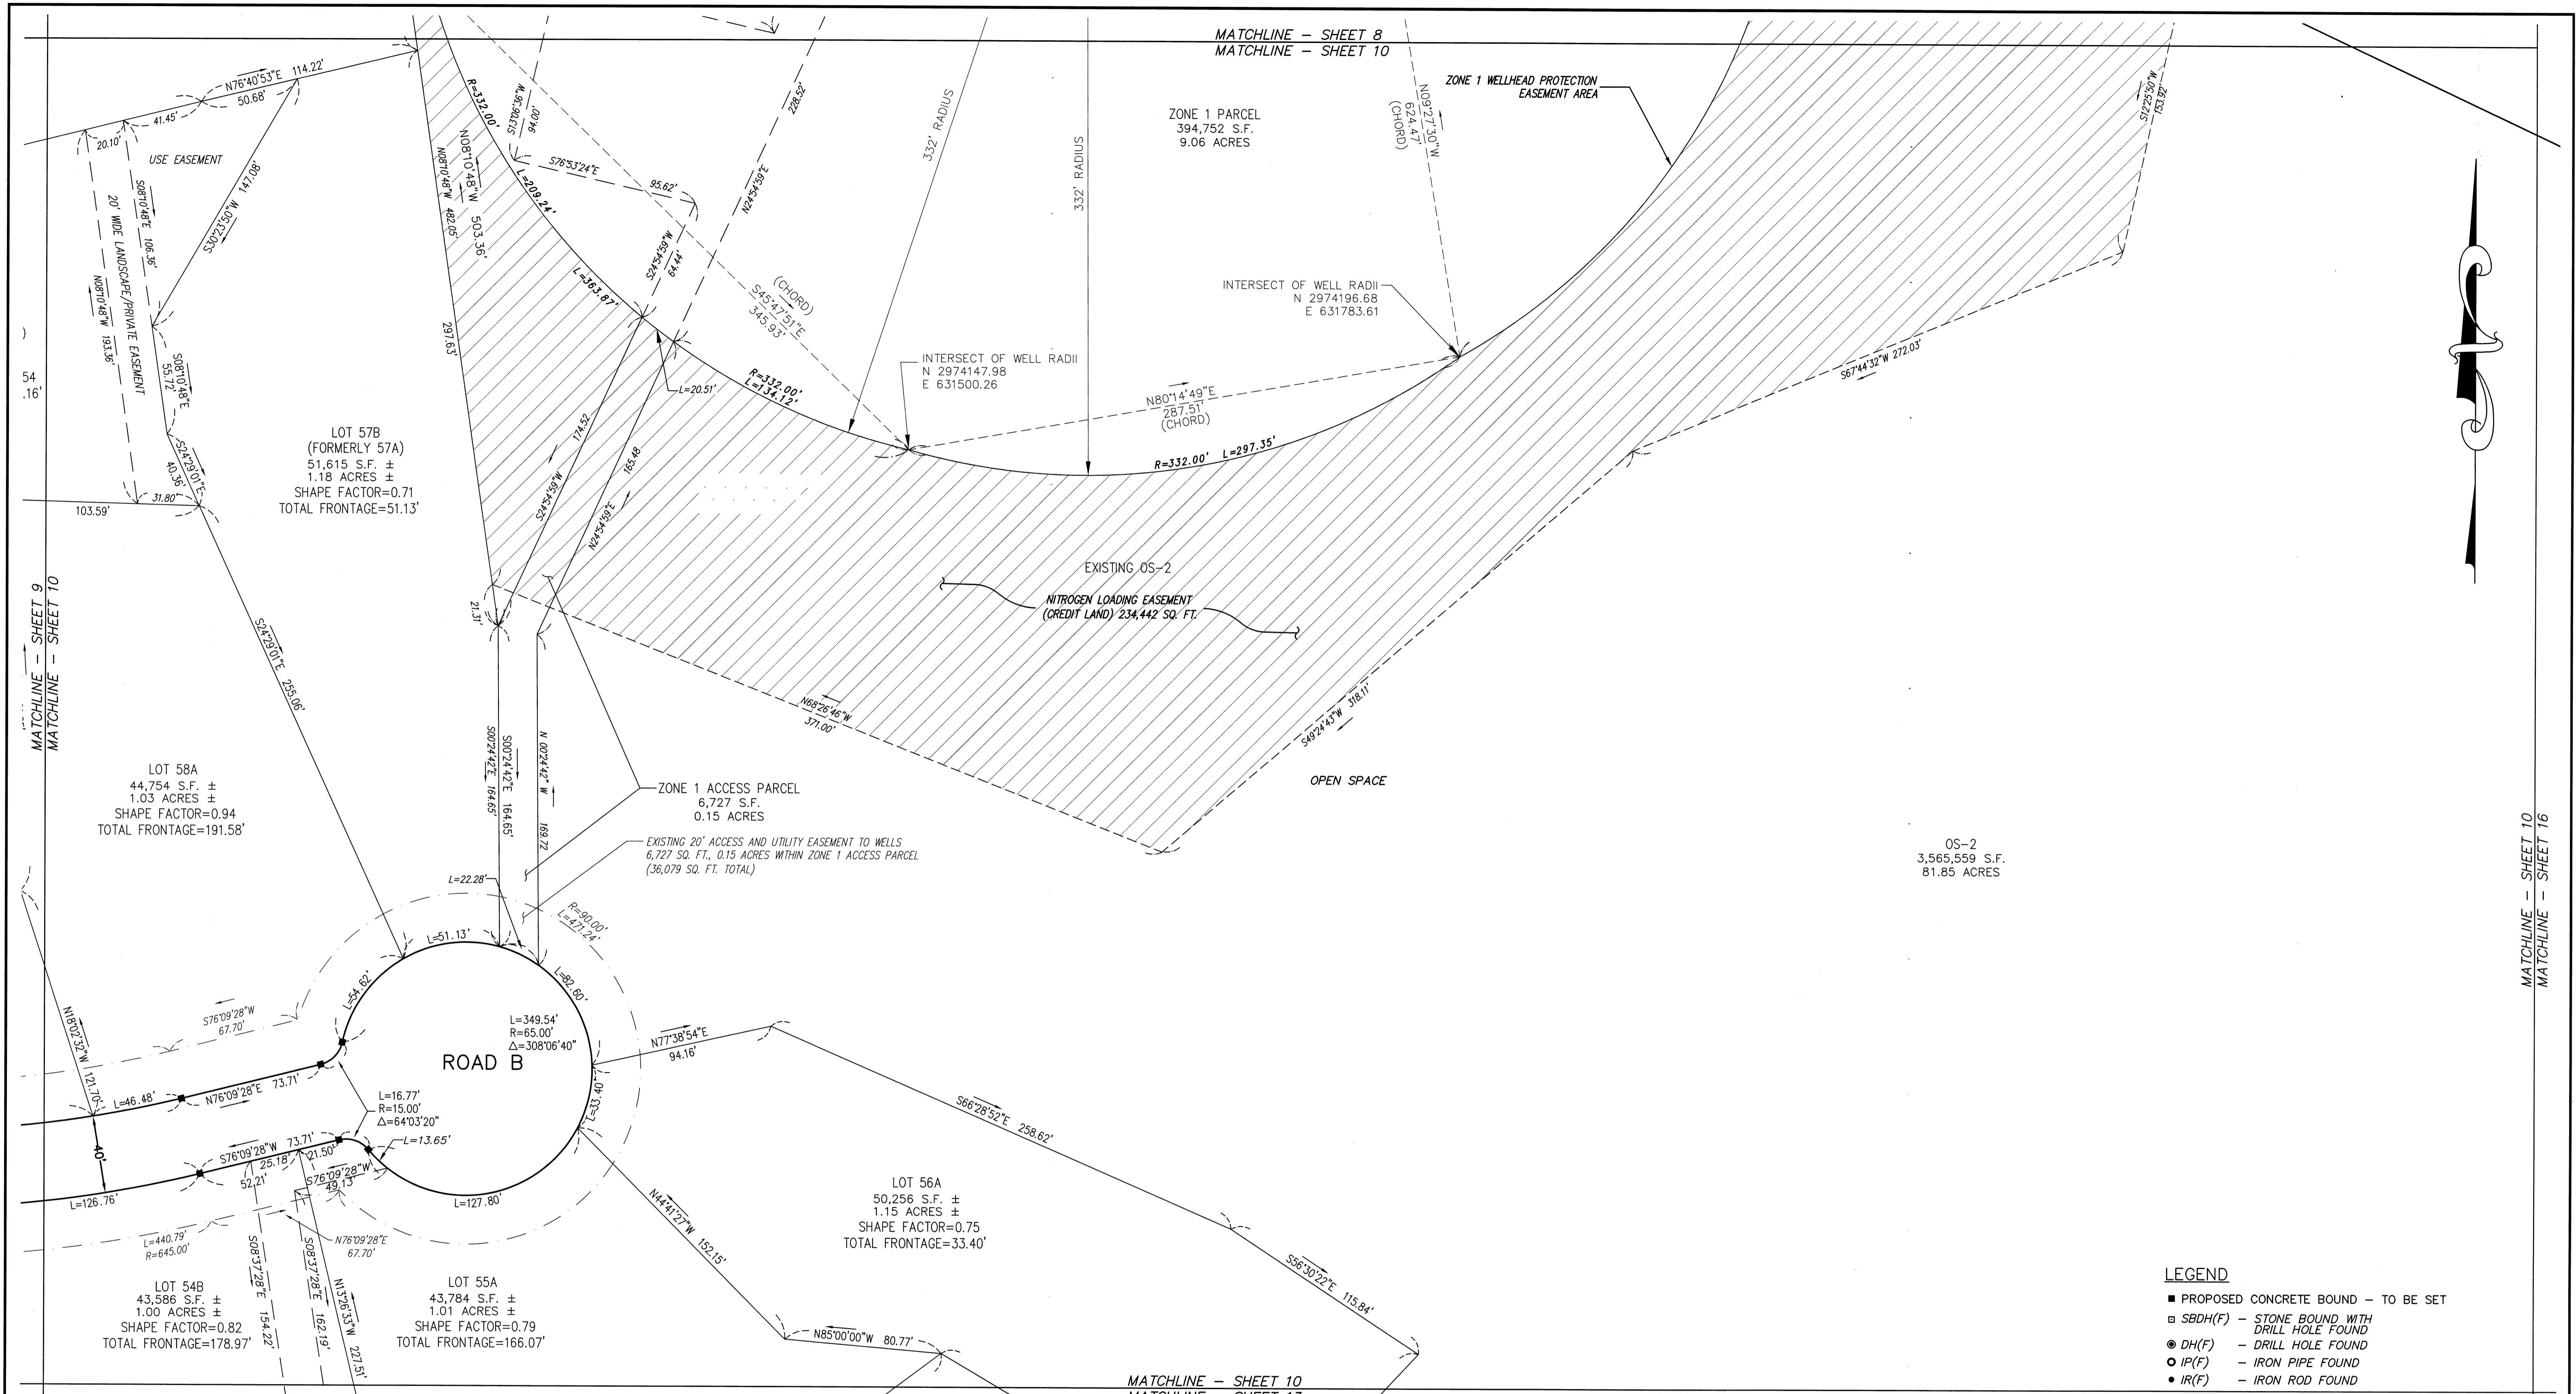 MATCHLINE – SHEET 8
MATCHLINE – SHEET 10
N76°40'53"E 114.22'
50.68'
41.45'
20.10'
USE EASEMENT
S08°10'48"E 106.36'
20' WIDE LANDSCAPE/PRIVATE EASEMENT
N08°10'48"W 193.36'
S30°23'50"W 147.08'
S08°10'48"E
55.72'
S24°29'01"E
40.36'
31.80'
103.59'
)
54
.16'
R=332.00'
L=209.24'
N08°10'48"W 482.05'
N08°10'48"W 503.36'
297.63'
L=363.87'
S13°06'36"W
94.00'
S76°53'24"E
95.62'
228.52'
N24°54'59"E
S24°54'59"W
64.44'
(CHORD)
S45°47'51"E
345.93'
332' RADIUS
332' RADIUS
ZONE 1 PARCEL
394,752 S.F.
9.06 ACRES
N09°27'30"W
624.47'
(CHORD)
ZONE 1 WELLHEAD PROTECTION
EASEMENT AREA
S12°25'50"W
153.92'
INTERSECT OF WELL RADII
N 2974196.68
E 631783.61
INTERSECT OF WELL RADII
N 2974147.98
E 631500.26
N80°14'49"E
287.51'
(CHORD)
S67°44'32"W 272.03'
L=20.51'
R=332.00'
L=134.12'
R=332.00' L=297.35'
174.52
S24°54'59"W
165.48
N24°54'59"E
LOT 57B
(FORMERLY 57A)
51,615 S.F. ±
1.18 ACRES ±
SHAPE FACTOR=0.71
TOTAL FRONTAGE=51.13'
EXISTING OS-2
NITROGEN LOADING EASEMENT
(CREDIT LAND) 234,442 SQ. FT.
21.31'
N68°26'46"W
371.00'
S49°24'43"W 318.11'
OPEN SPACE
MATCHLINE – SHEET 9
MATCHLINE – SHEET 10
S24°29'01"E 255.06'
LOT 58A
44,754 S.F. ±
1.03 ACRES ±
SHAPE FACTOR=0.94
TOTAL FRONTAGE=191.58'
S00°24'42"E 164.65'
S00°24'42"E 164.65'
N 00°24'42" W 169.72
ZONE 1 ACCESS PARCEL
6,727 S.F.
0.15 ACRES
EXISTING 20' ACCESS AND UTILITY EASEMENT TO WELLS
6,727 SQ. FT., 0.15 ACRES WITHIN ZONE 1 ACCESS PARCEL
(36,079 SQ. FT. TOTAL)
OS-2
3,565,559 S.F.
81.85 ACRES
MATCHLINE – SHEET 10
MATCHLINE – SHEET 16
L=22.28'
R=90.00'
L=471.24'
L=51.13'
L=54.62'
L=82.60'
L=349.54'
R=65.00'
Δ=308°06'40"
ROAD B
S76°09'28"W
67.70'
N18°02'32"W 121.70'
L=46.48'
N76°09'28"E 73.71'
L=16.77'
R=15.00'
Δ=64°03'20"
L=13.65'
L=33.40'
N77°38'54"E
94.16'
S66°28'52"E 258.62'
40'
S76°09'28"W 73.71'
25.18'
21.50'
52.21'
S76°09'28"W
49.13'
L=126.76'
L=127.80'
L=440.79'
R=645.00'
N76°09'28"E
67.70'
S08°37'28"E 154.22'
S08°37'28"E 162.19'
N13°26'33"W 227.51'
N44°41'27"W 152.15'
LOT 56A
50,256 S.F. ±
1.15 ACRES ±
SHAPE FACTOR=0.75
TOTAL FRONTAGE=33.40'
S56°30'22"E 115.84'
LOT 54B
43,586 S.F. ±
1.00 ACRES ±
SHAPE FACTOR=0.82
TOTAL FRONTAGE=178.97'
LOT 55A
43,784 S.F. ±
1.01 ACRES ±
SHAPE FACTOR=0.79
TOTAL FRONTAGE=166.07'
N85°00'00"W 80.77'
LEGEND
■ PROPOSED CONCRETE BOUND – TO BE SET
SBDH(F) – STONE BOUND WITH
DRILL HOLE FOUND
DH(F) – DRILL HOLE FOUND
IP(F) – IRON PIPE FOUND
IR(F) – IRON ROD FOUND
MATCHLINE – SHEET 10
MATCHLINE – SHEET 13